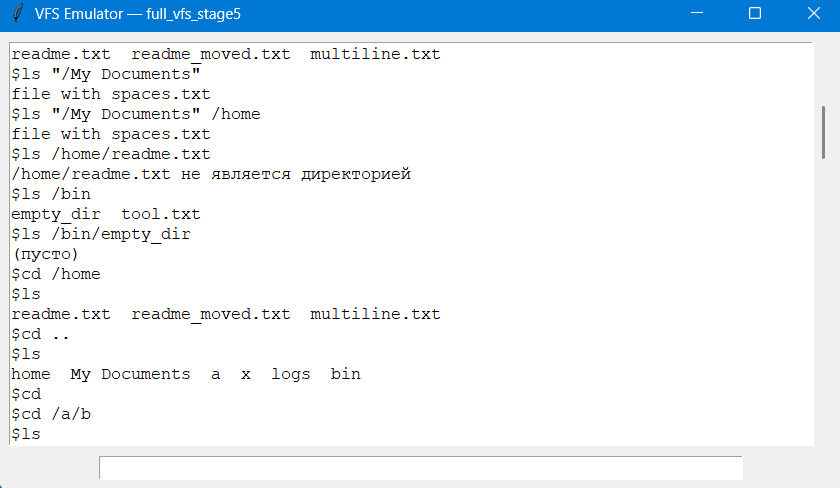 VFS Emulator — full_vfs_stage5
readme.txt  readme_moved.txt  multiline.txt
$ls "/My Documents"
file with spaces.txt
$ls "/My Documents" /home
file with spaces.txt
$ls /home/readme.txt
/home/readme.txt не является директорией
$ls /bin
empty_dir  tool.txt
$ls /bin/empty_dir
(пусто)
$cd /home
$ls
readme.txt  readme_moved.txt  multiline.txt
$cd ..
$ls
home  My Documents  a  x  logs  bin
$cd
$cd /a/b
$ls